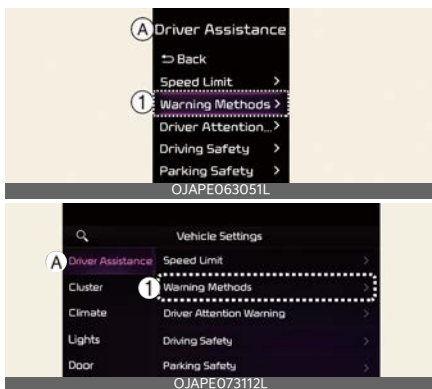 A Driver Assistance
Back
Speed Limit >
1 Warning Methods >
Driver Attention... >
Driving Safety >
Parking Safety >
OJAPE063051L
Vehicle Settings
A Driver Assistance Speed Limit >
Cluster 1 Warning Methods >
Climate Driver Attention Warning >
Lights Driving Safety >
Door Parking Safety >
OJAPE073112L